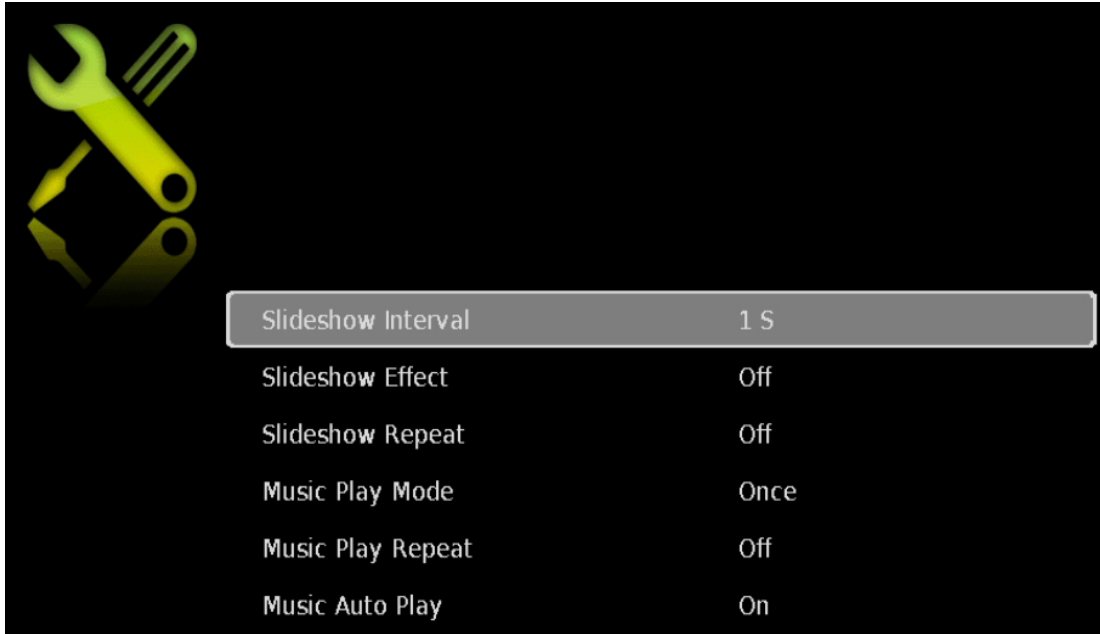 Slideshow Interval 1 S
Slideshow Effect Off
Slideshow Repeat Off
Music Play Mode Once
Music Play Repeat Off
Music Auto Play On